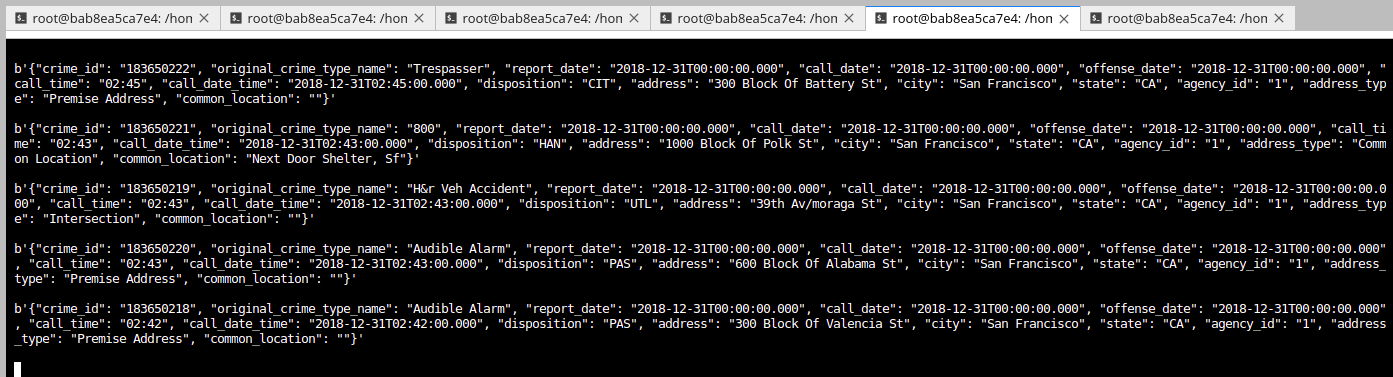 root@bab8ea5ca7e4: /hon root@bab8ea5ca7e4: /hon root@bab8ea5ca7e4: /hon root@bab8ea5ca7e4: /hon root@bab8ea5ca7e4: /hon root@bab8ea5ca7e4: /hon
b'{"crime_id": "183650222", "original_crime_type_name": "Trespasser", "report_date": "2018-12-31T00:00:00.000", "call_date": "2018-12-31T00:00:00.000", "offense_date": "2018-12-31T00:00:00.000", "
call_time": "02:45", "call_date_time": "2018-12-31T02:45:00.000", "disposition": "CIT", "address": "300 Block Of Battery St", "city": "San Francisco", "state": "CA", "agency_id": "1", "address_typ
e": "Premise Address", "common_location": ""}'
b'{"crime_id": "183650221", "original_crime_type_name": "800", "report_date": "2018-12-31T00:00:00.000", "call_date": "2018-12-31T00:00:00.000", "offense_date": "2018-12-31T00:00:00.000", "call_ti
me": "02:43", "call_date_time": "2018-12-31T02:43:00.000", "disposition": "HAN", "address": "1000 Block Of Polk St", "city": "San Francisco", "state": "CA", "agency_id": "1", "address_type": "Comm
on Location", "common_location": "Next Door Shelter, Sf"}'
b'{"crime_id": "183650219", "original_crime_type_name": "H&r Veh Accident", "report_date": "2018-12-31T00:00:00.000", "call_date": "2018-12-31T00:00:00.000", "offense_date": "2018-12-31T00:00:00.0
00", "call_time": "02:43", "call_date_time": "2018-12-31T02:43:00.000", "disposition": "UTL", "address": "39th Av/moraga St", "city": "San Francisco", "state": "CA", "agency_id": "1", "address_typ
e": "Intersection", "common_location": ""}'
b'{"crime_id": "183650220", "original_crime_type_name": "Audible Alarm", "report_date": "2018-12-31T00:00:00.000", "call_date": "2018-12-31T00:00:00.000", "offense_date": "2018-12-31T00:00:00.000"
, "call_time": "02:43", "call_date_time": "2018-12-31T02:43:00.000", "disposition": "PAS", "address": "600 Block Of Alabama St", "city": "San Francisco", "state": "CA", "agency_id": "1", "address_
type": "Premise Address", "common_location": ""}'
b'{"crime_id": "183650218", "original_crime_type_name": "Audible Alarm", "report_date": "2018-12-31T00:00:00.000", "call_date": "2018-12-31T00:00:00.000", "offense_date": "2018-12-31T00:00:00.000"
, "call_time": "02:42", "call_date_time": "2018-12-31T02:42:00.000", "disposition": "PAS", "address": "300 Block Of Valencia St", "city": "San Francisco", "state": "CA", "agency_id": "1", "address
_type": "Premise Address", "common_location": ""}'